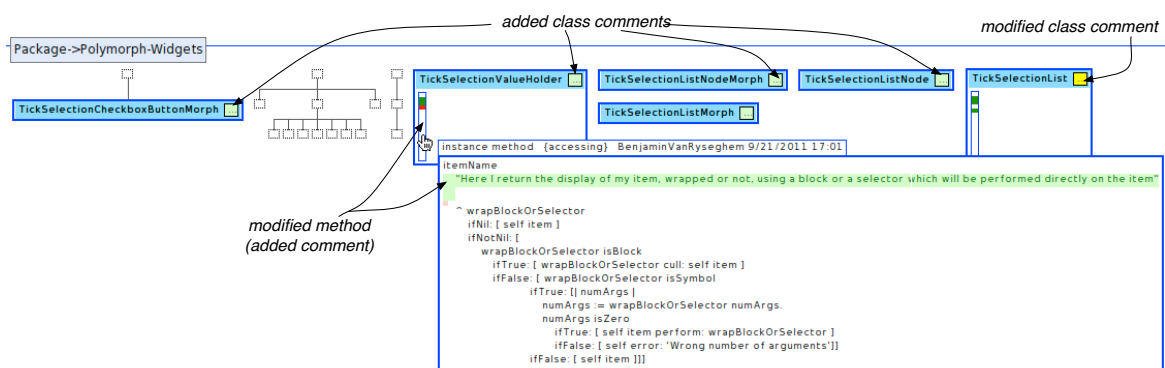 added class comments
modified class comment
Package->Polymorph-Widgets
TickSelectionCheckboxButtonMorph ...
TickSelectionValueHolder ...
TickSelectionListNodeMorph ...
TickSelectionListNode ...
TickSelectionList ...
TickSelectionListMorph ...
instance method {accessing} BenjaminVanRyseghem 9/21/2011 17:01
itemName
"Here I return the display of my item, wrapped or not, using a block or a selector which will be performed directly on the item"
^ wrapBlockOrSelector
ifNil: [ self item ]
ifNotNil: [
wrapBlockOrSelector isBlock
ifTrue: [ wrapBlockOrSelector cull: self item ]
ifFalse: [ wrapBlockOrSelector isSymbol
ifTrue: [| numArgs |
numArgs := wrapBlockOrSelector numArgs.
numArgs isZero
ifTrue: [ self item perform: wrapBlockOrSelector ]
ifFalse: [ self error: 'Wrong number of arguments']]
ifFalse: [ self item ]]]
modified method
(added comment)